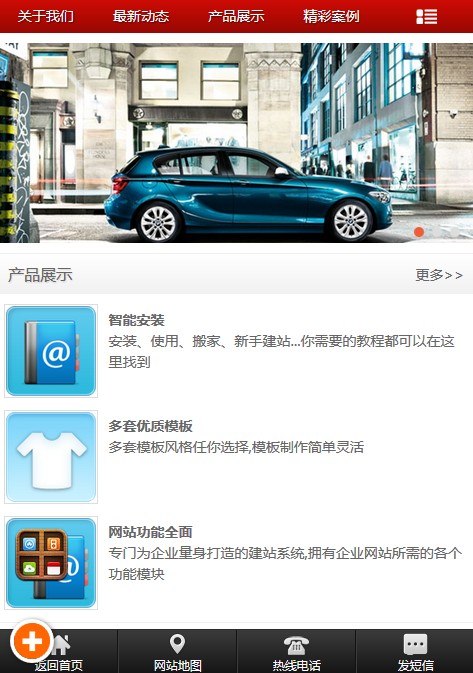 关于我们 最新动态 产品展示 精彩案例
产品展示 更多>>
智能安装
安装、使用、搬家、新手建站...你需要的教程都可以在这
里找到
多套优质模板
多套模板风格任你选择,模板制作简单灵活
网站功能全面
专门为企业量身打造的建站系统,拥有企业网站所需的各个
功能模块
返回首页 网站地图 热线电话 发短信